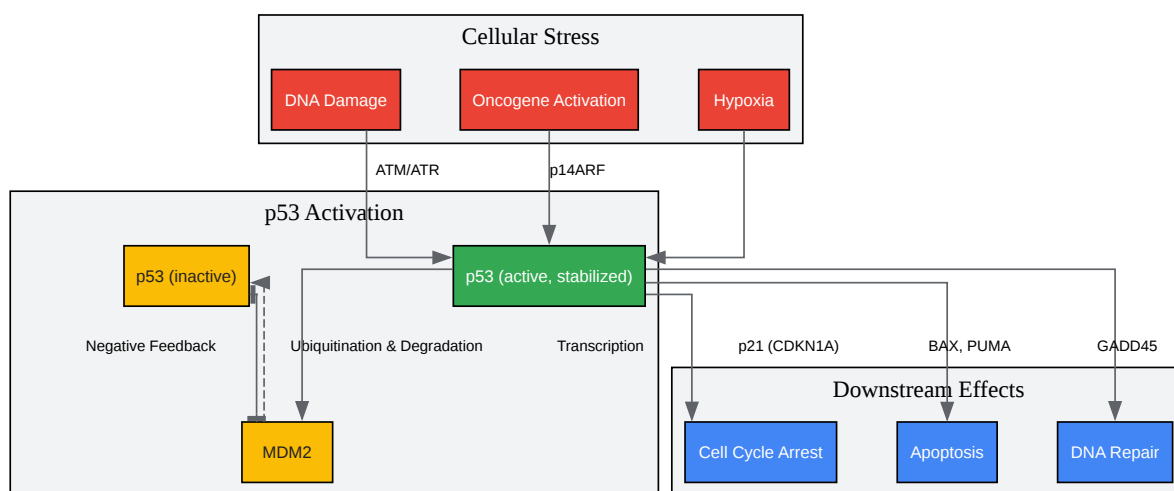 Cellular Stress
DNA Damage
Oncogene Activation
Hypoxia
ATM/ATR
p14ARF
p53 Activation
p53 (inactive)
p53 (active, stabilized)
Negative Feedback
Ubiquitination & Degradation
Transcription
p21 (CDKN1A)
BAX, PUMA
GADD45
Downstream Effects
MDM2
Cell Cycle Arrest
Apoptosis
DNA Repair